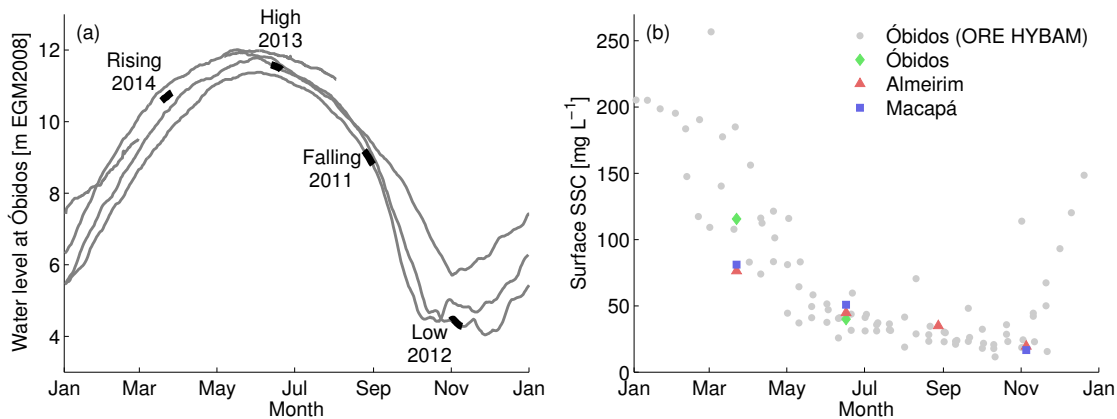 (a)
High
2013
Rising
2014
Falling
2011
Low
2012
Water level at Óbidos [m EGM2008]
12
10
8
6
4
Jan Mar May Jul Sep Nov Jan
Month
(b)
Óbidos (ORE HYBAM)
Óbidos
Almeirim
Macapá
Surface SSC [mg L⁻¹]
250
200
150
100
50
0
Jan Mar May Jul Sep Nov Jan
Month